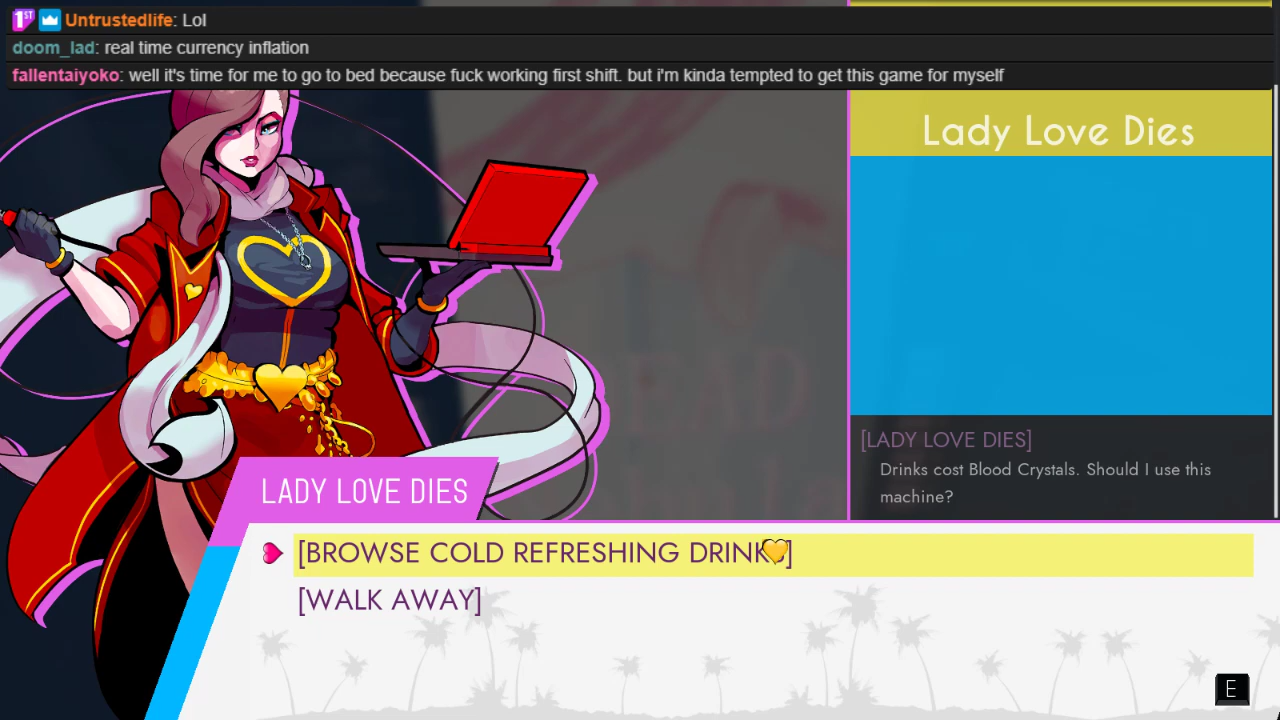 1ST Untrustedlife: Lol
doom_lad: real time currency inflation
fallentaiyoko: well it's time for me to go to bed because fuck working first shift. but i'm kinda tempted to get this game for myself
Lady Love Dies
[LADY LOVE DIES]
Drinks cost Blood Crystals. Should I use this
machine?
LADY LOVE DIES
[BROWSE COLD REFRESHING DRINKS]
[WALK AWAY]
E